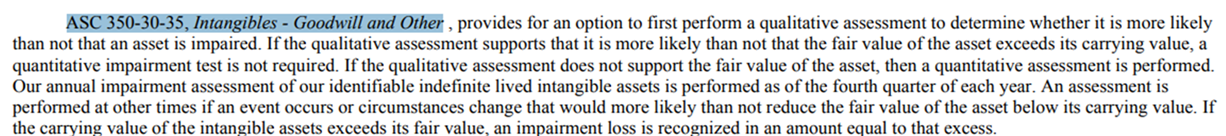 ASC 350-30-35, Intangibles - Goodwill and Other , provides for an option to first perform a qualitative assessment to determine whether it is more likely
than not that an asset is impaired. If the qualitative assessment supports that it is more likely than not that the fair value of the asset exceeds its carrying value, a
quantitative impairment test is not required. If the qualitative assessment does not support the fair value of the asset, then a quantitative assessment is performed.
Our annual impairment assessment of our identifiable indefinite lived intangible assets is performed as of the fourth quarter of each year. An assessment is
performed at other times if an event occurs or circumstances change that would more likely than not reduce the fair value of the asset below its carrying value. If
the carrying value of the intangible assets exceeds its fair value, an impairment loss is recognized in an amount equal to that excess.